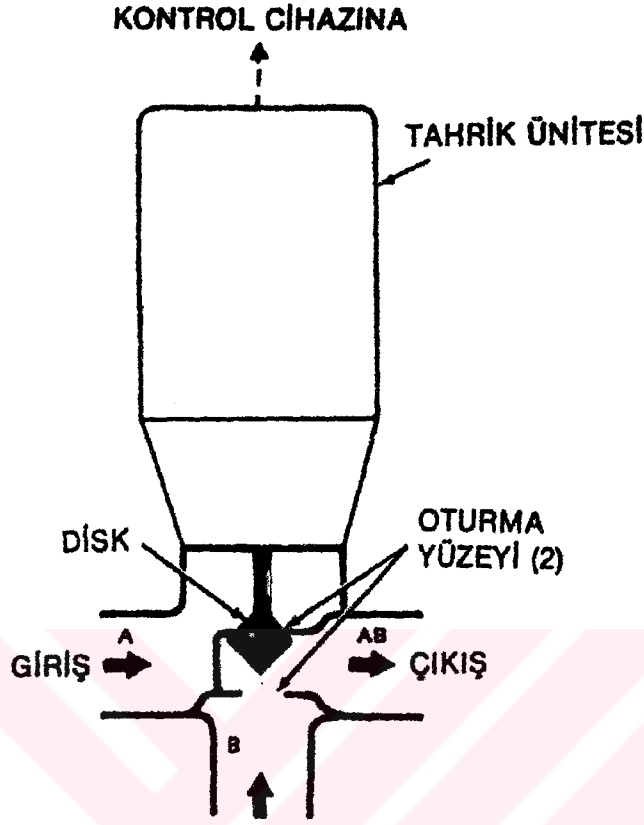 KONTROL CİHAZINA
TAHRİK ÜNİTESİ
DİSK
OTURMA
YÜZEYİ (2)
A
AB
GİRİŞ
ÇIKIŞ
B